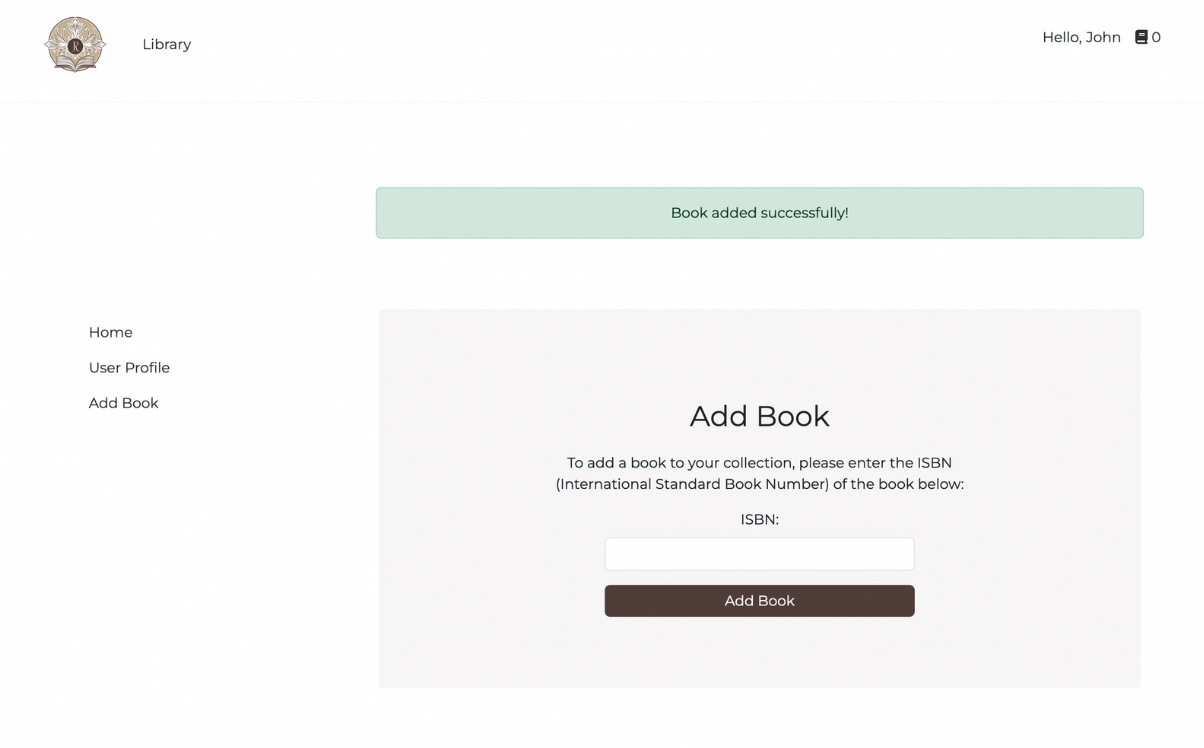 R
Library
Hello, John
0
Book added successfully!
Home
User Profile
Add Book
Add Book
To add a book to your collection, please enter the ISBN
(International Standard Book Number) of the book below:
ISBN:
Add Book